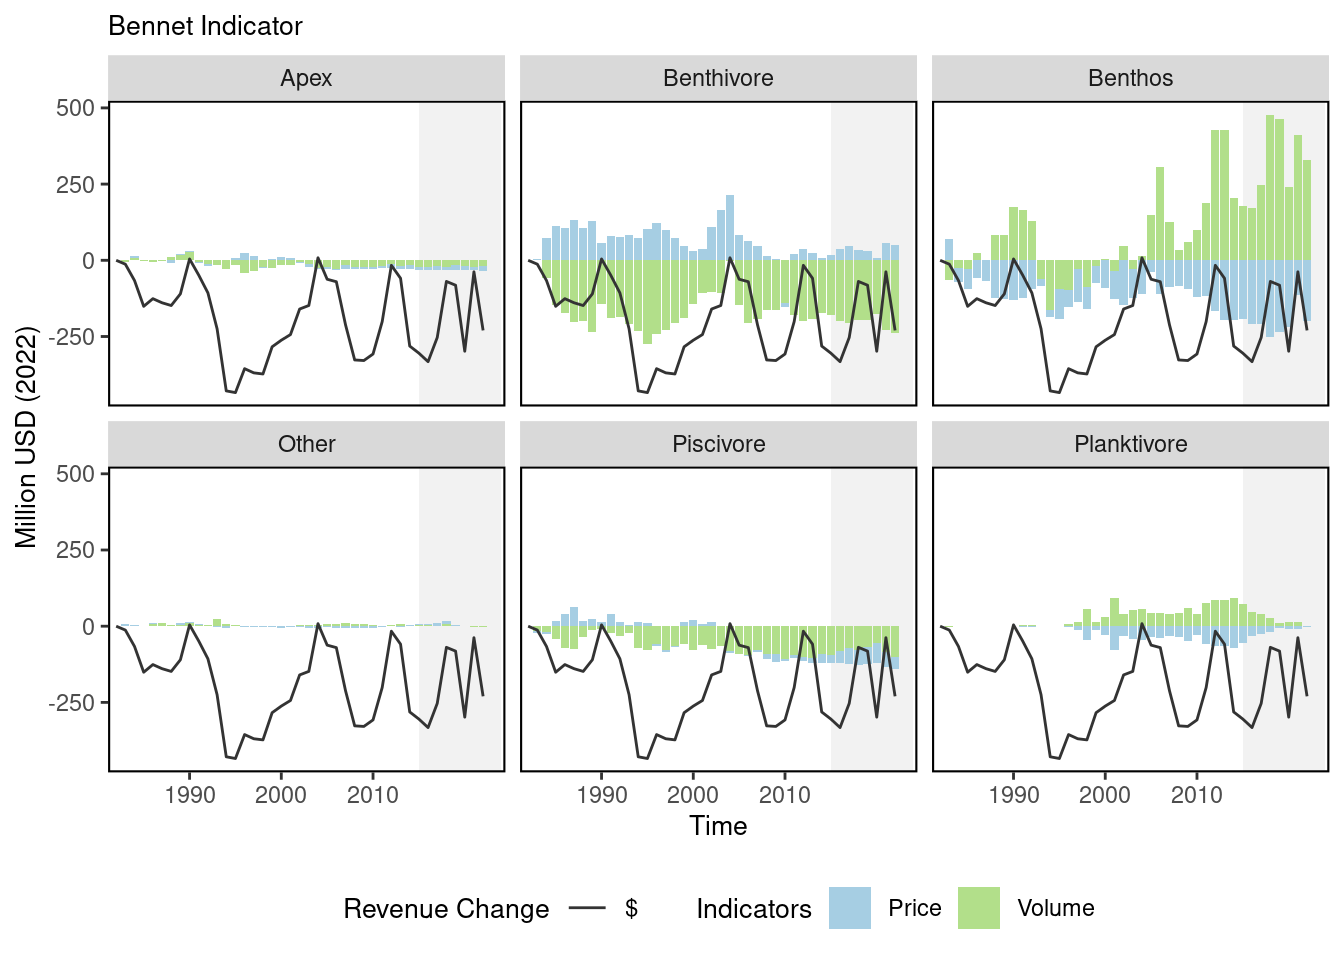 Bennet Indicator
Apex
Benthivore
Benthos
500
250
0
-250
Other
Piscivore
Planktivore
500
250
0
-250
Million USD (2022)
1990 2000 2010
1990 2000 2010
1990 2000 2010
Time
Revenue Change $ Indicators Price Volume